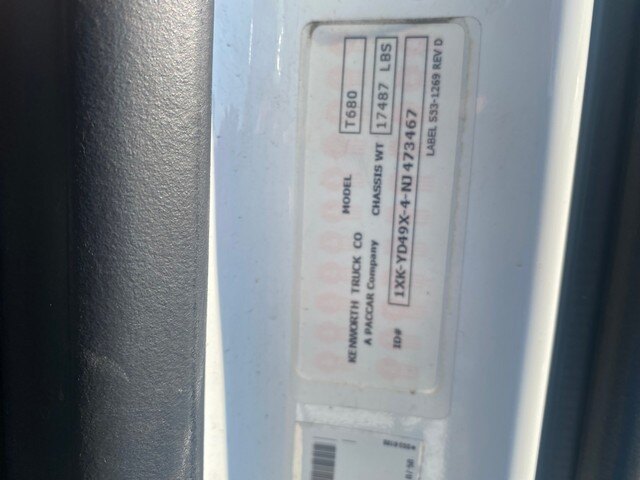 KENWORTH TRUCK CO MODEL T680
A PACCAR Company CHASSIS WT 17487 LBS
ID# 1XK-YD49X-4-NJ 473467
LABEL S33-1269 REV D